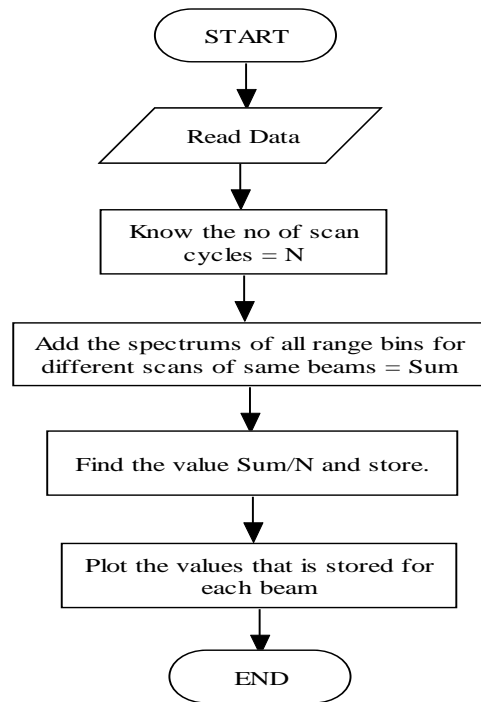 START
Read Data
Know the no of scan
cycles = N
Add the spectrums of all range bins for
different scans of same beams = Sum
Find the value Sum/N and store.
Plot the values that is stored for
each beam
END